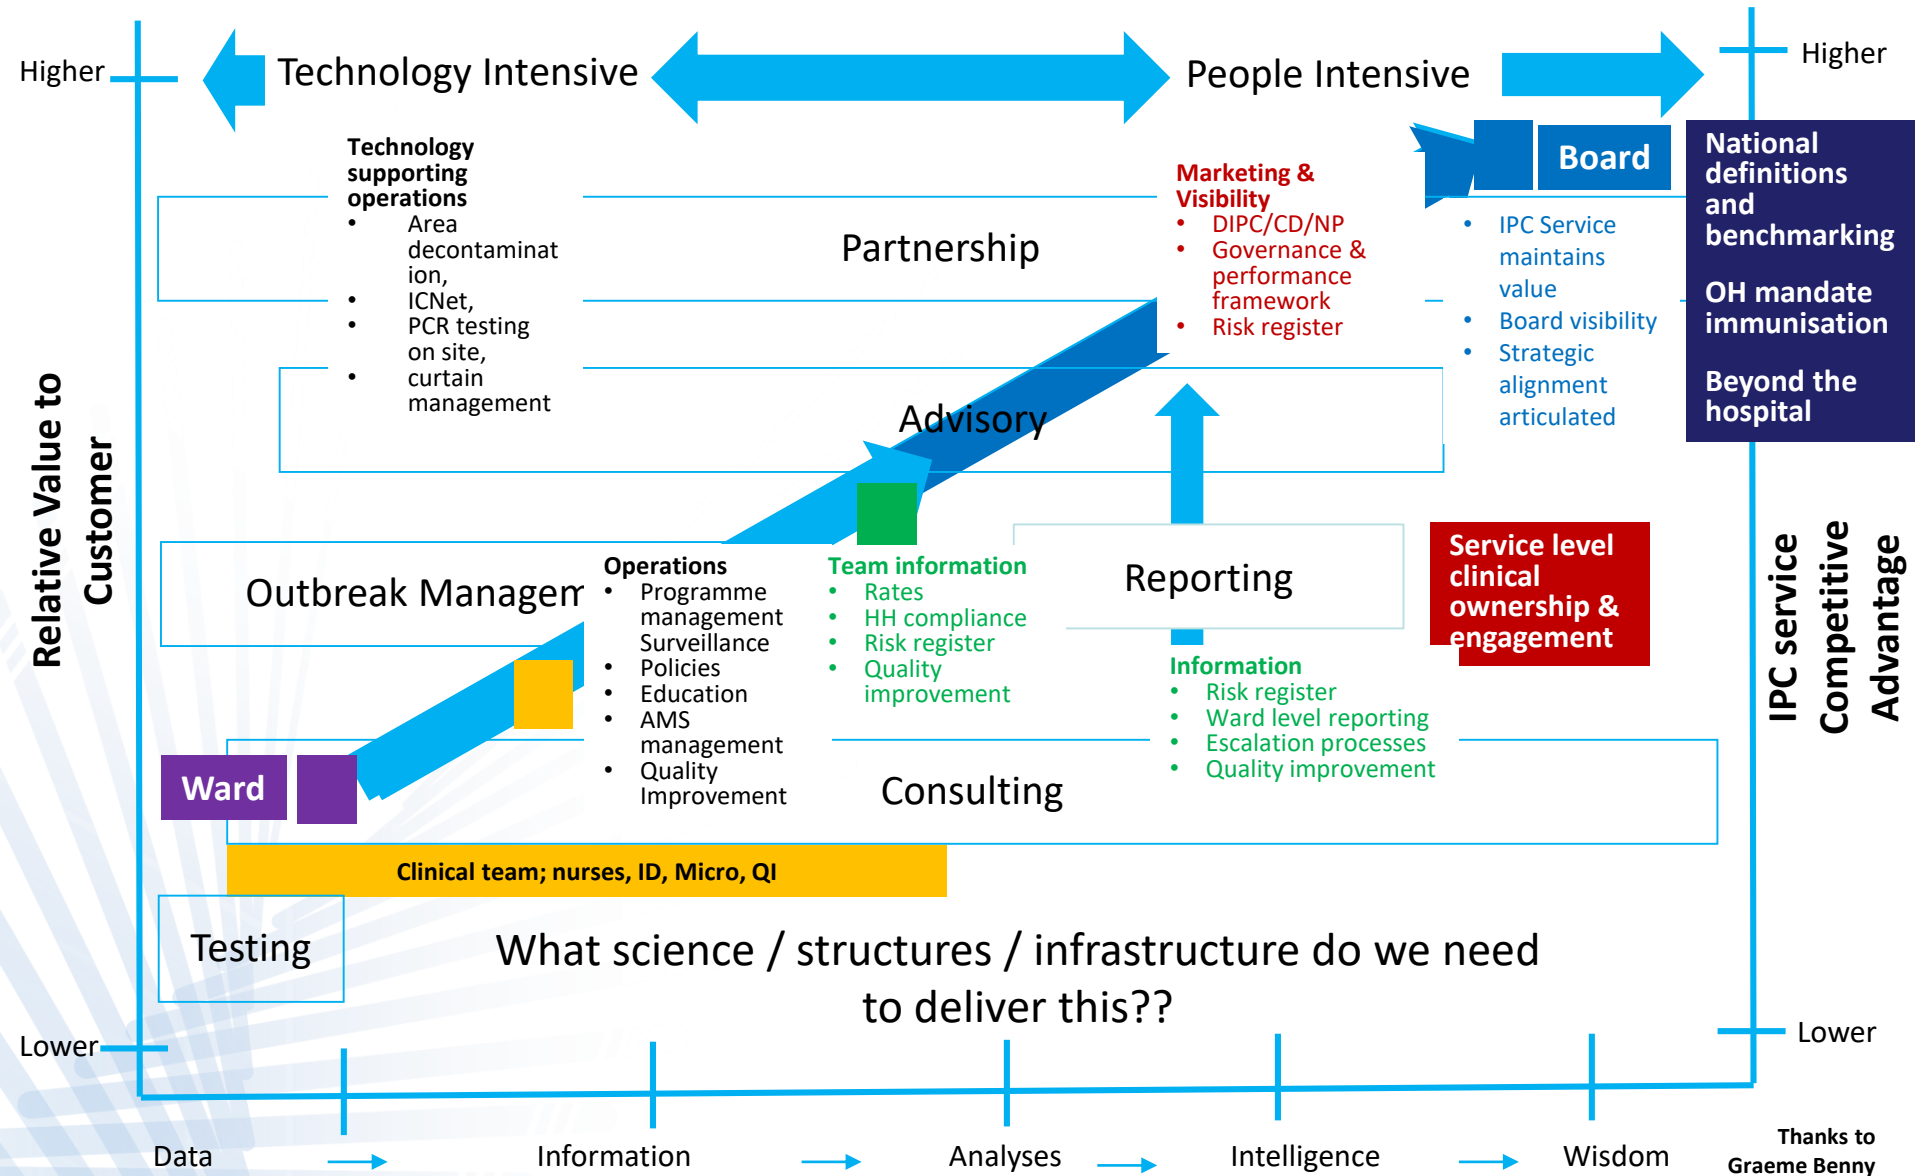 Higher
Technology Intensive
People Intensive
Higher
Technology
supporting
operations
• Area
decontaminat
ion,
• ICNet,
• PCR testing
on site,
• curtain
management
Partnership
Marketing &
Visibility
• DIPC/CD/NP
• Governance &
performance
framework
• Risk register
Board
• IPC Service
maintains
value
• Board visibility
• Strategic
alignment
articulated
National
definitions
and
benchmarking
OH mandate
immunisation
Beyond the
hospital
Advisory
Relative Value to
Customer
Outbreak Managem
Operations
• Programme
management
Surveillance
• Policies
• Education
• AMS
management
• Quality
Improvement
Team information
• Rates
• HH compliance
• Risk register
• Quality
improvement
Reporting
Service level
clinical
ownership &
engagement
Information
• Risk register
• Ward level reporting
• Escalation processes
• Quality improvement
IPC service
Competitive
Advantage
Ward
Consulting
Clinical team; nurses, ID, Micro, QI
Testing
What science / structures / infrastructure do we need
to deliver this??
Lower
Lower
Data
Information
Analyses
Intelligence
Wisdom
Thanks to
Graeme Benny